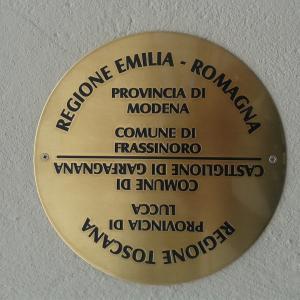 REGIONE EMILIA - ROMAGNA
PROVINCIA DI
MODENA
COMUNE DI
FRASSINORO
REGIONE TOSCANA
PROVINCIA DI
LUCCA
COMUNE DI
CASTIGLIONE DI GARFAGNANA